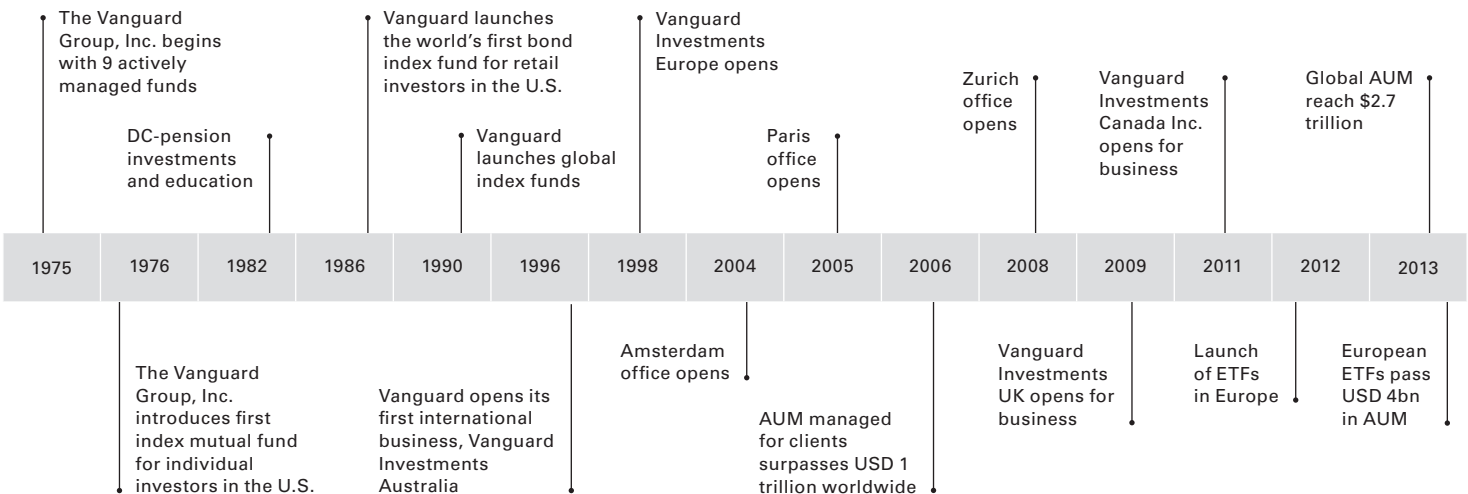 The Vanguard
Group, Inc. begins
with 9 actively
managed funds
DC-pension
investments
and education
Vanguard launches
the world’s first bond
index fund for retail
investors in the U.S.
Vanguard
launches global
index funds
Vanguard
Investments
Europe opens
Paris
office
opens
Zurich
office
opens
Vanguard
Investments
Canada Inc.
opens for
business
Global AUM
reach $2.7
trillion
1975 1976 1982 1986 1990 1996 1998 2004 2005 2006 2008 2009 2011 2012 2013
The Vanguard
Group, Inc.
introduces first
index mutual fund
for individual
investors in the U.S.
Vanguard opens its
first international
business, Vanguard
Investments
Australia
Amsterdam
office opens
AUM managed
for clients
surpasses USD 1
trillion worldwide
Vanguard
Investments
UK opens for
business
Launch
of ETFs
in Europe
European
ETFs pass
USD 4bn
in AUM